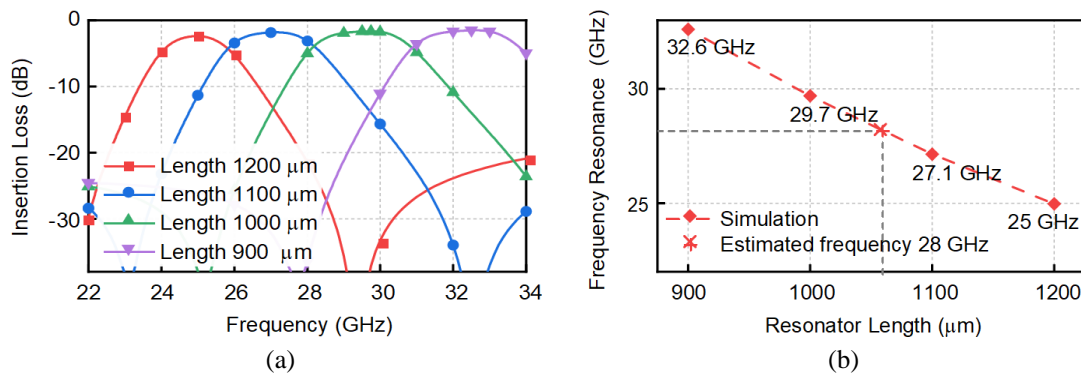 0
-10
-20
-30
Insertion Loss (dB)
Length 1200 μm
Length 1100 μm
Length 1000 μm
Length 900 μm
22 24 26 28 30 32 34
Frequency (GHz)
(a)
Frequency Resonance (GHz)
30
25
32.6 GHz
29.7 GHz
27.1 GHz
25 GHz
Simulation
Estimated frequency 28 GHz
900 1000 1100 1200
Resonator Length (μm)
(b)